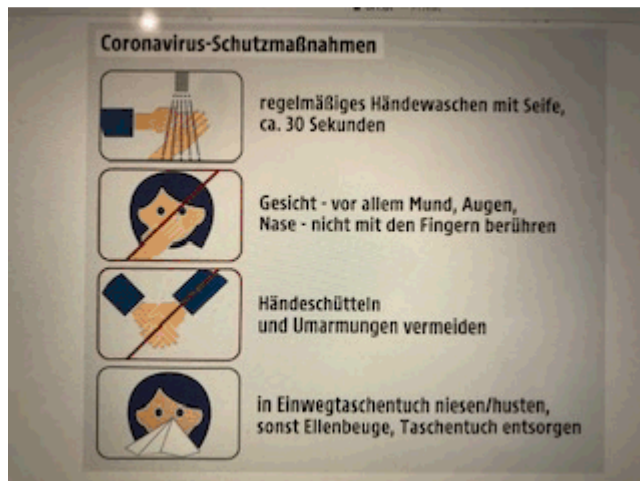 Coronavirus-Schutzmaßnahmen
regelmäßiges Händewaschen mit Seife,
ca. 30 Sekunden
Gesicht - vor allem Mund, Augen,
Nase - nicht mit den Fingern berühren
Händeschütteln
und Umarmungen vermeiden
in Einwegtaschentuch niesen/husten,
sonst Ellenbeuge, Taschentuch entsorgen